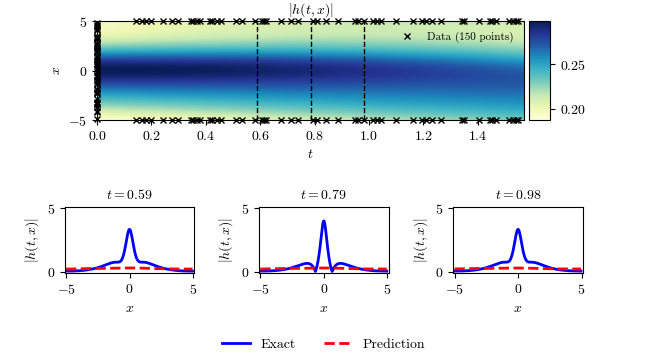 |h(t, x)|
5
0
−5
x
Data (150 points)
0.25
0.20
0.0 0.2 0.4 0.6 0.8 1.0 1.2 1.4
t
t = 0.59 t = 0.79 t = 0.98
5 5 5
|h(t, x)| |h(t, x)| |h(t, x)|
0 0 0
−5 0 5 −5 0 5 −5 0 5
x x x
Exact Prediction